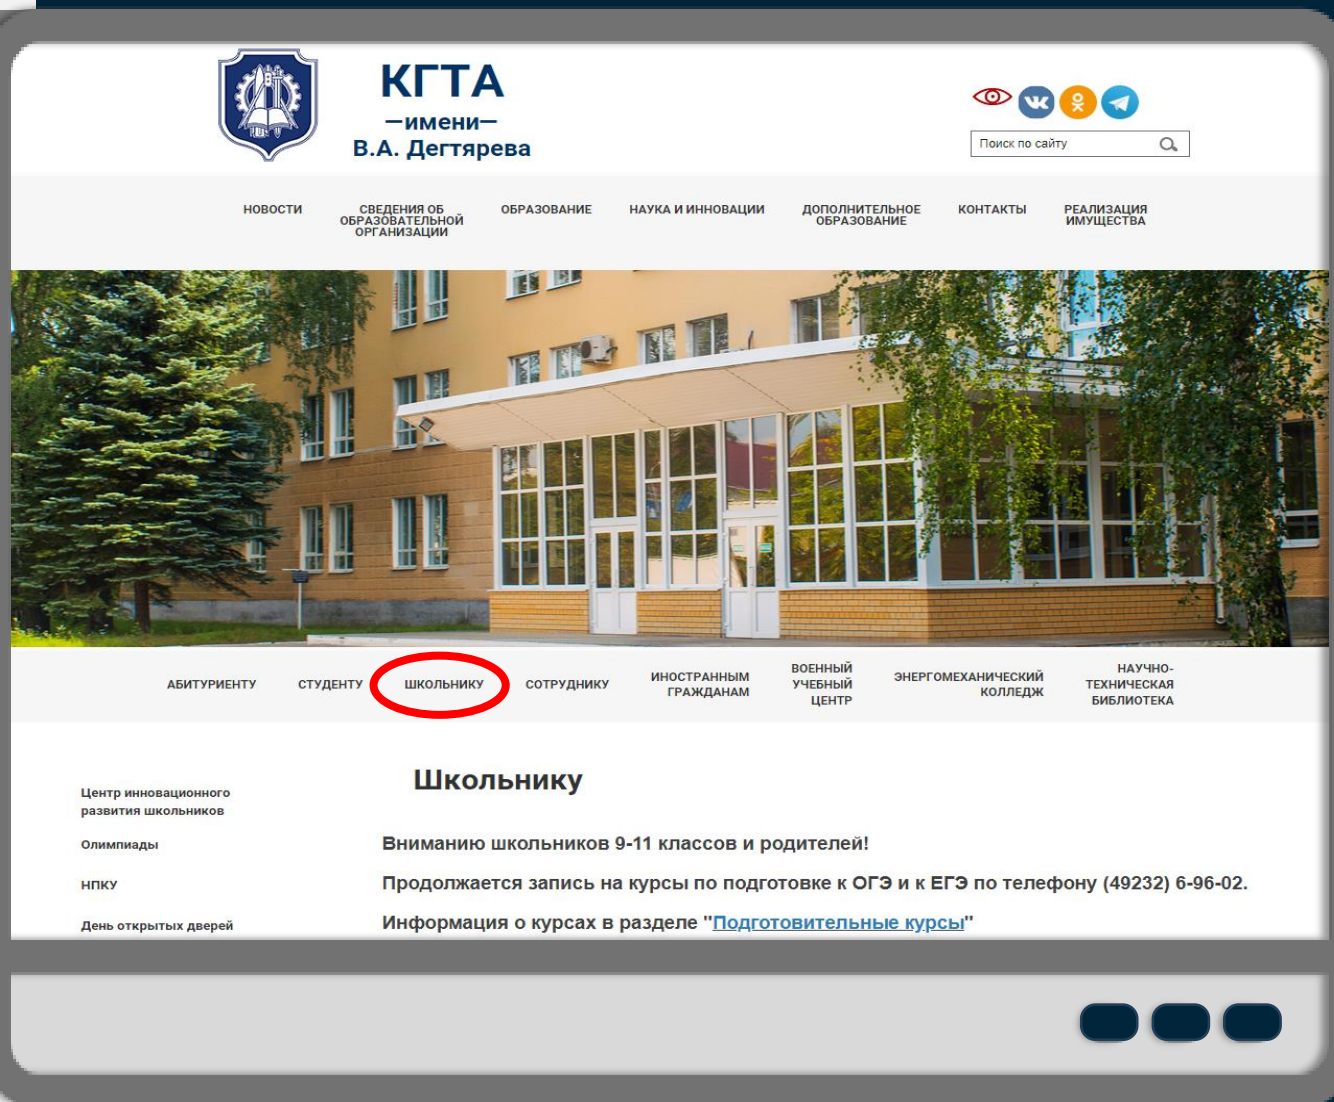 КГТА
—имени—
В.А. Дегтярева
Поиск по сайту
НОВОСТИ
СВЕДЕНИЯ ОБ
ОБРАЗОВАТЕЛЬНОЙ
ОРГАНИЗАЦИИ
ОБРАЗОВАНИЕ
НАУКА И ИННОВАЦИИ
ДОПОЛНИТЕЛЬНОЕ
ОБРАЗОВАНИЕ
КОНТАКТЫ
РЕАЛИЗАЦИЯ
ИМУЩЕСТВА
АБИТУРИЕНТУ
СТУДЕНТУ
ШКОЛЬНИКУ
СОТРУДНИКУ
ИНОСТРАННЫМ
ГРАЖДАНАМ
ВОЕННЫЙ
УЧЕБНЫЙ
ЦЕНТР
ЭНЕРГОМЕХАНИЧЕСКИЙ
КОЛЛЕДЖ
НАУЧНО-
ТЕХНИЧЕСКАЯ
БИБЛИОТЕКА
Центр инновационного
развития школьников
Олимпиады
НПКУ
День открытых дверей
Школьнику
Вниманию школьников 9-11 классов и родителей!
Продолжается запись на курсы по подготовке к ОГЭ и к ЕГЭ по телефону (49232) 6-96-02.
Информация о курсах в разделе "Подготовительные курсы"